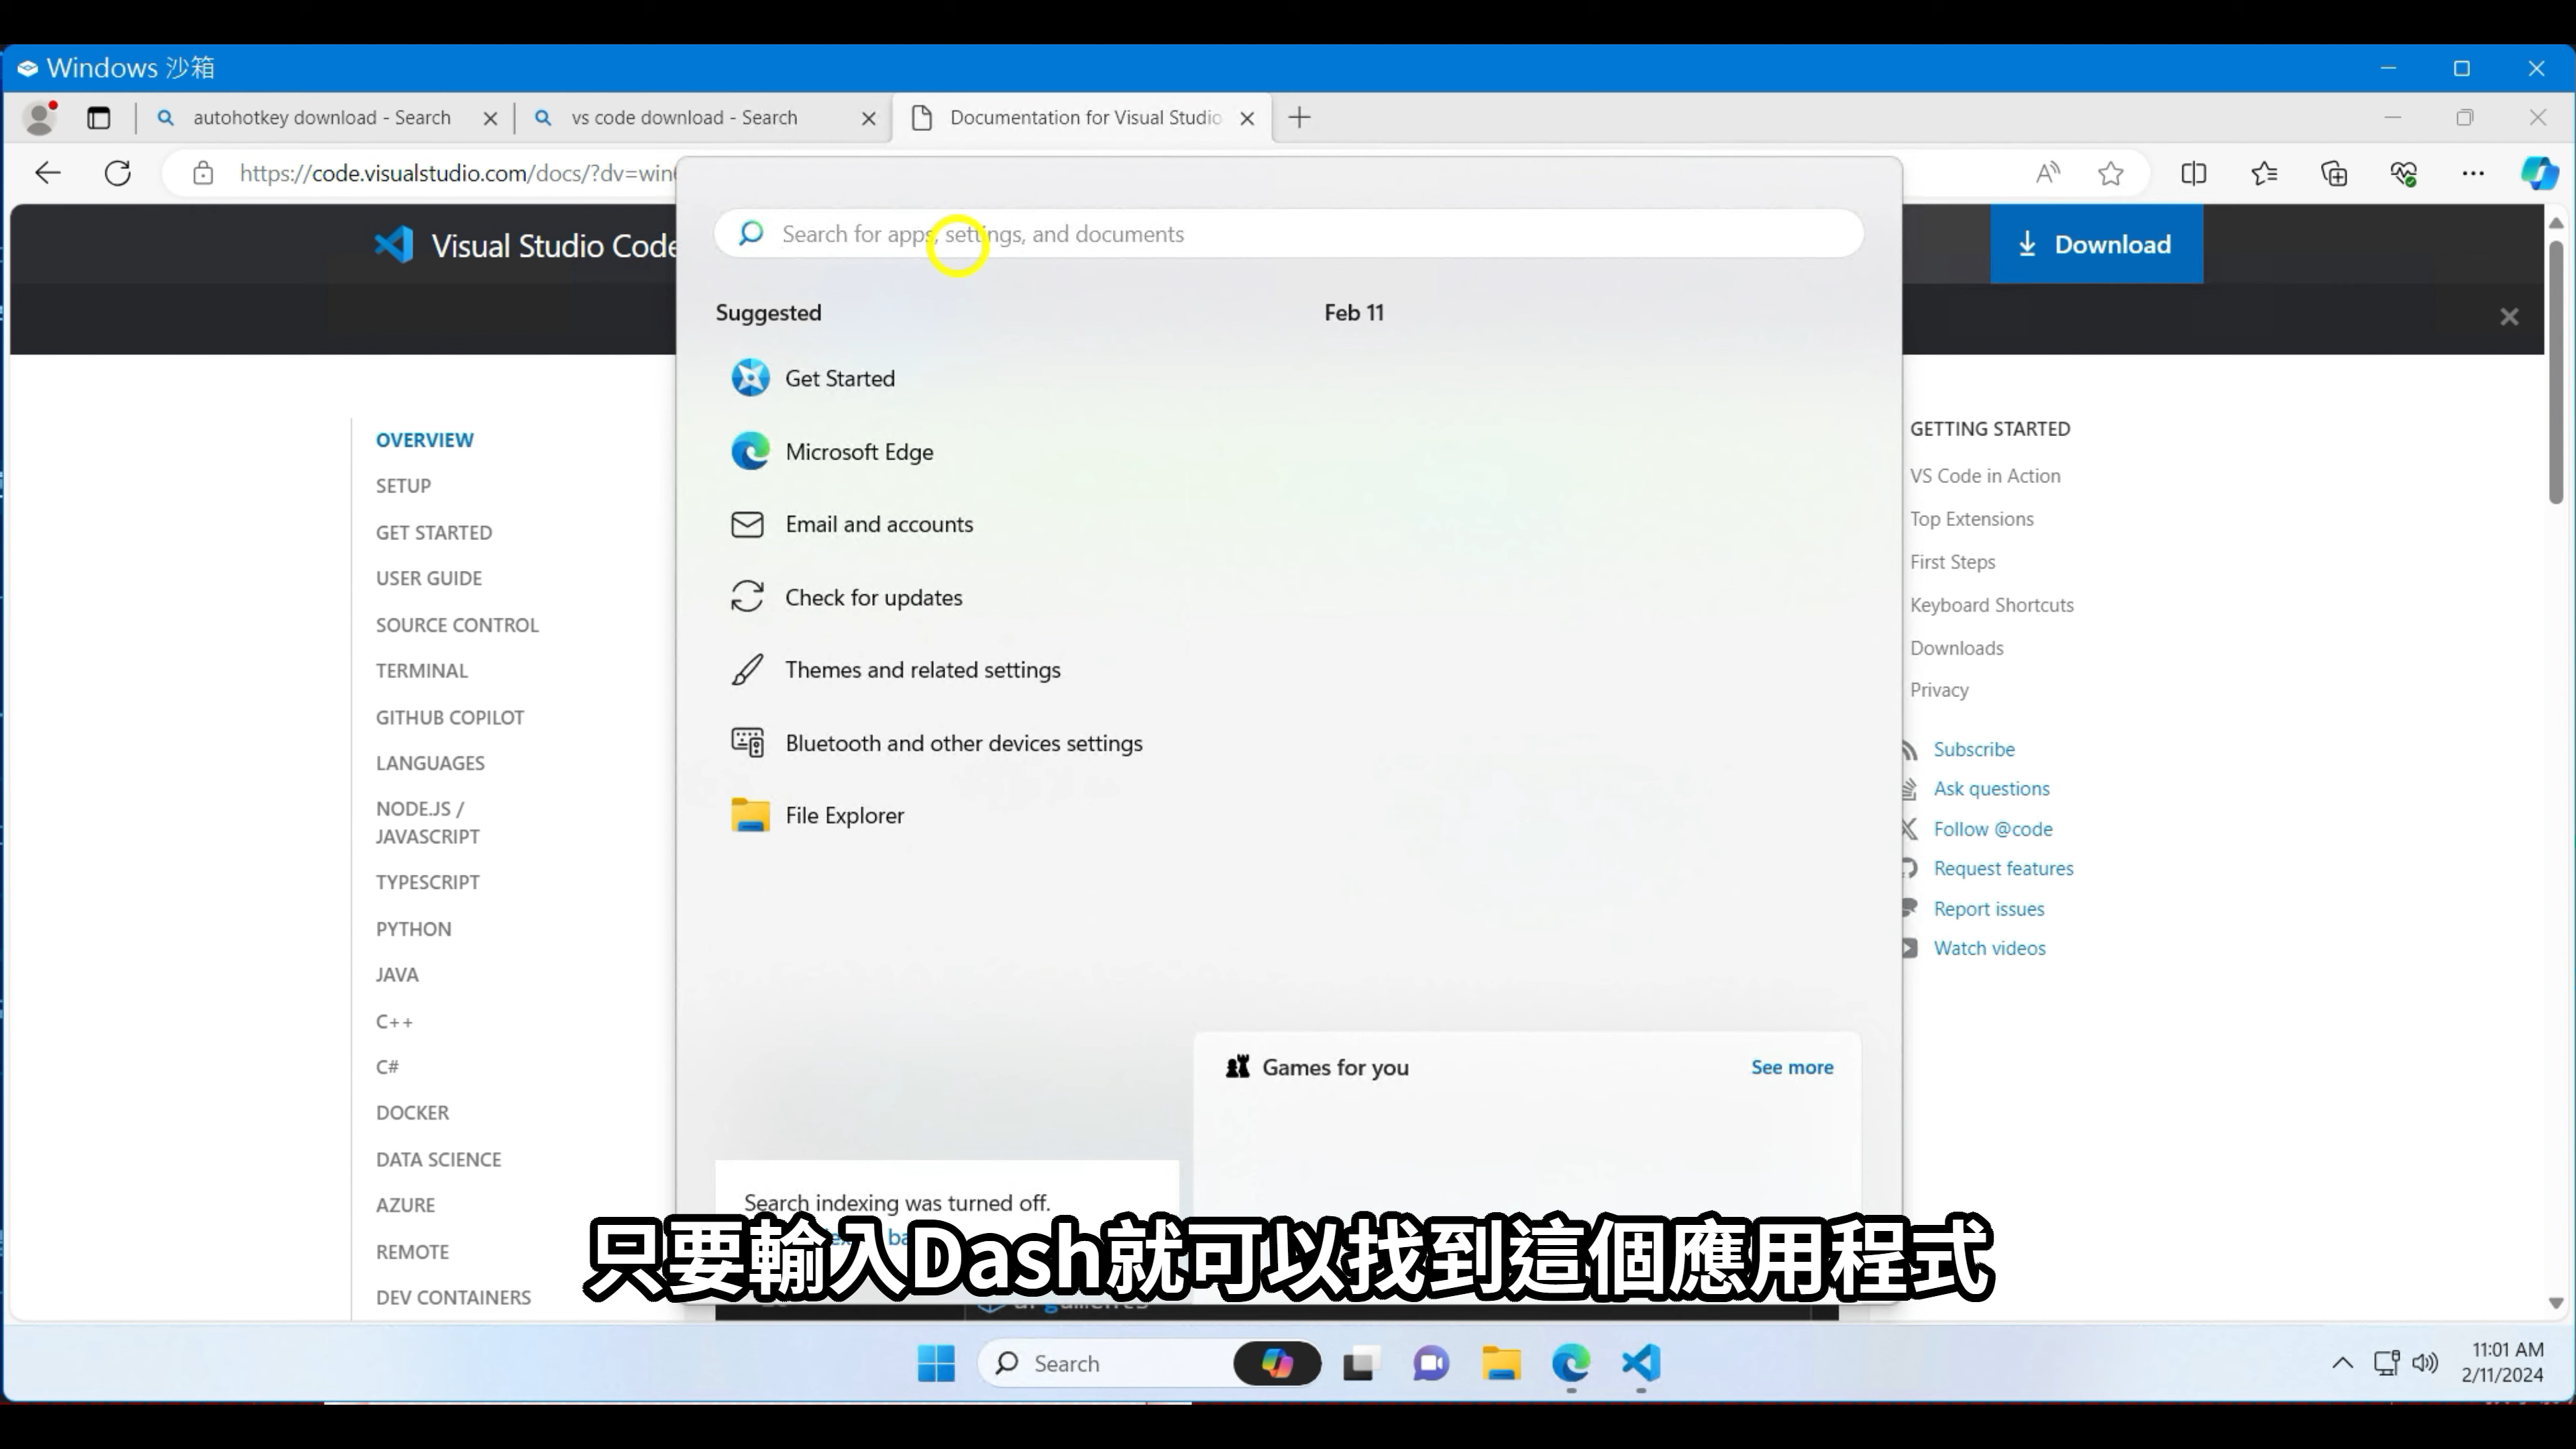 Windows 沙箱
autohotkey download - Search
vs code download - Search
Documentation for Visual Studio
https://code.visualstudio.com/docs/?dv=win
Visual Studio Code
Download
Search for apps, settings, and documents
Suggested
Feb 11
Get Started
Microsoft Edge
Email and accounts
Check for updates
Themes and related settings
Bluetooth and other devices settings
File Explorer
OVERVIEW
SETUP
GET STARTED
USER GUIDE
SOURCE CONTROL
TERMINAL
GITHUB COPILOT
LANGUAGES
NODE.JS /
JAVASCRIPT
TYPESCRIPT
PYTHON
JAVA
C++
C#
DOCKER
DATA SCIENCE
AZURE
REMOTE
DEV CONTAINERS
GETTING STARTED
VS Code in Action
Top Extensions
First Steps
Keyboard Shortcuts
Downloads
Privacy
Subscribe
Ask questions
Follow @code
Request features
Report issues
Watch videos
Games for you
See more
Search indexing was turned off.
只要輸入Dash就可以找到這個應用程式
Search
11:01 AM
2/11/2024